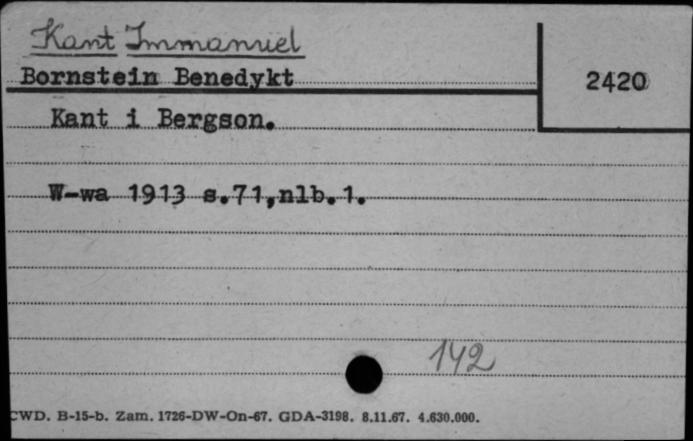 Kant Immanuel
Bornstein Benedykt
2420
Kant i Bergson.
W-wa 1913 s.71,nlb.1.
142
CWD. B-15-b. Zam. 1726-DW-On-67. GDA-3198. 8.11.67. 4.630.000.